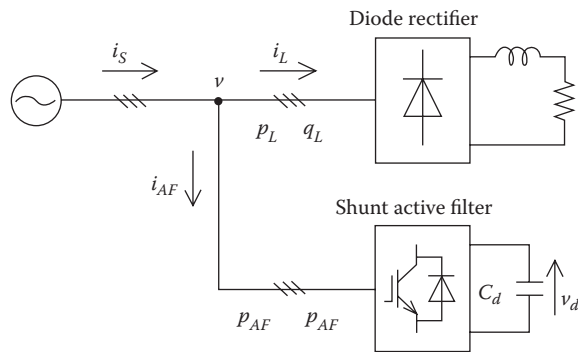 Diode rectifier
i_S
v
i_L
p_L q_L
i_AF
Shunt active filter
p_AF p_AF
C_d
v_d